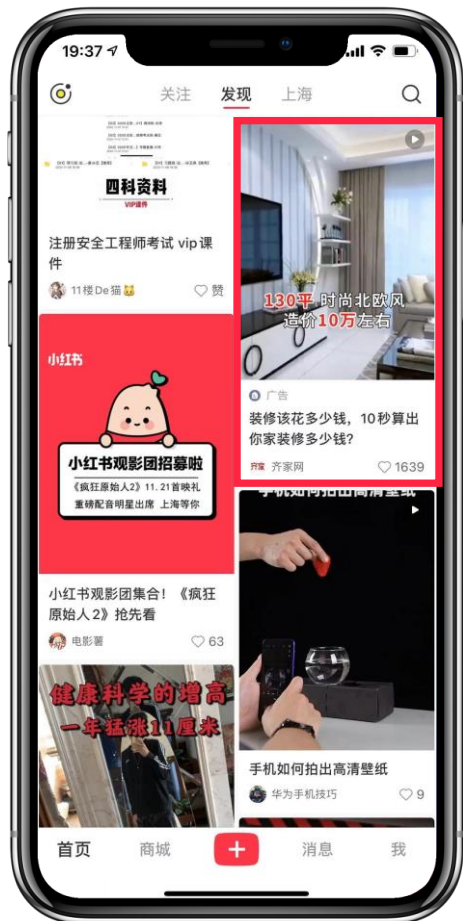 19:37
关注
发现
上海
四科资料
VIP课件
注册安全工程师考试 vip 课
件
11楼De猫
赞
小红书
小红书观影团招募啦
《疯狂原始人2》11.21首映礼
重磅配音明星出席 上海等你
小红书观影团集合！《疯狂
原始人2》抢先看
电影薯
63
健康科学的增高
一年猛涨11厘米
130平 时尚北欧风
造价10万左右
广告
装修该花多少钱，10秒算出
你家装修多少钱?
齐家
齐家网
1639
手机如何拍出高清壁纸
手机如何拍出高清壁纸
华为手机技巧
9
首页
商城
消息
我